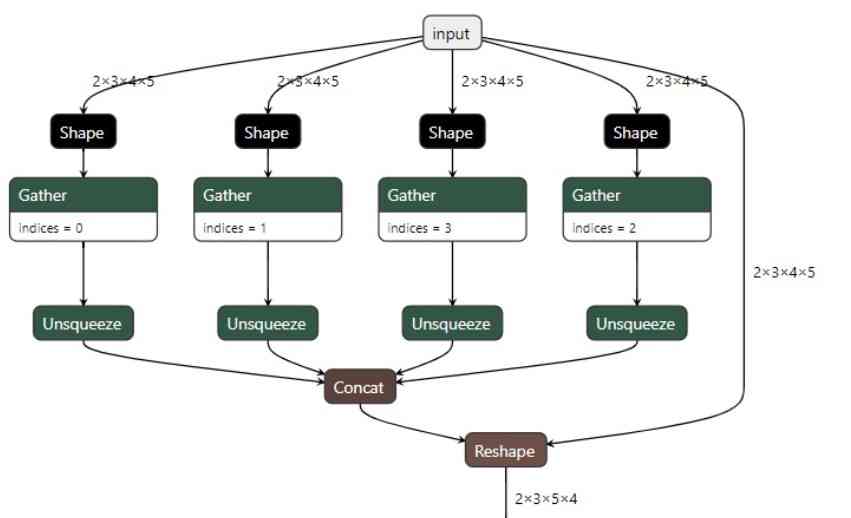 input
2×3×4×5
2×3×4×5
2×3×4×5
2×3×4×5
Shape
Shape
Shape
Shape
Gather
Gather
Gather
Gather
indices = 0
indices = 1
indices = 3
indices = 2
2×3×4×5
Unsqueeze
Unsqueeze
Unsqueeze
Unsqueeze
Concat
Reshape
2×3×5×4